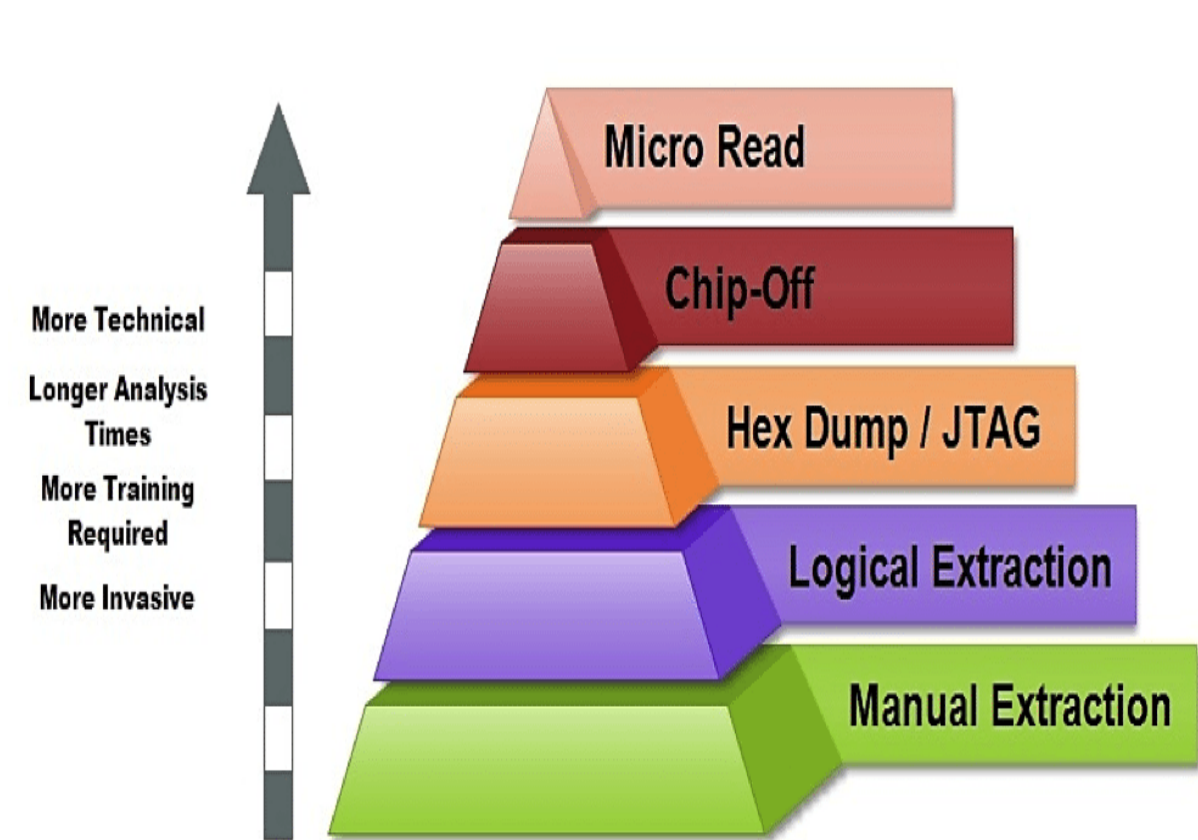 Micro Read
Chip-Off
Hex Dump / JTAG
Logical Extraction
Manual Extraction
More Technical
Longer Analysis
Times
More Training
Required
More Invasive